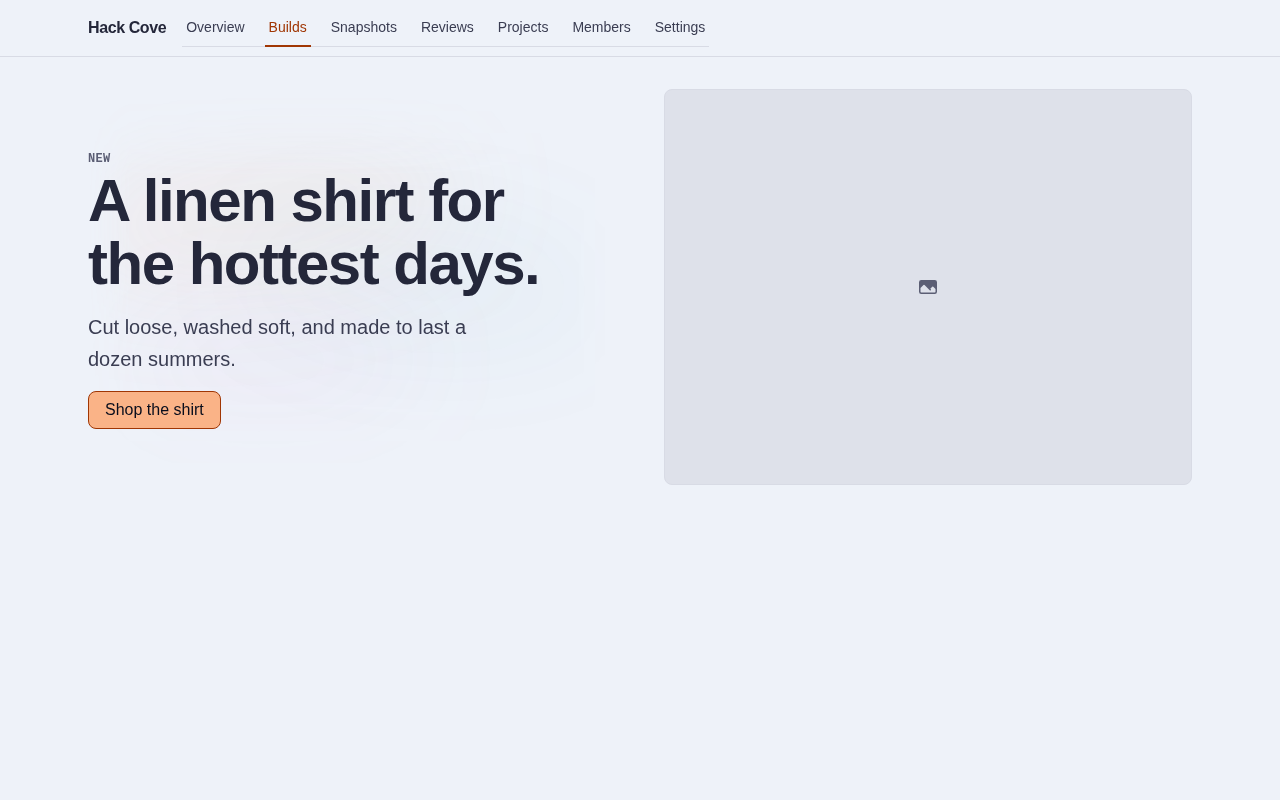 Hack Cove Overview Builds Snapshots Reviews Projects Members Settings
NEW
A linen shirt for
the hottest days.
Cut loose, washed soft, and made to last a
dozen summers.
Shop the shirt